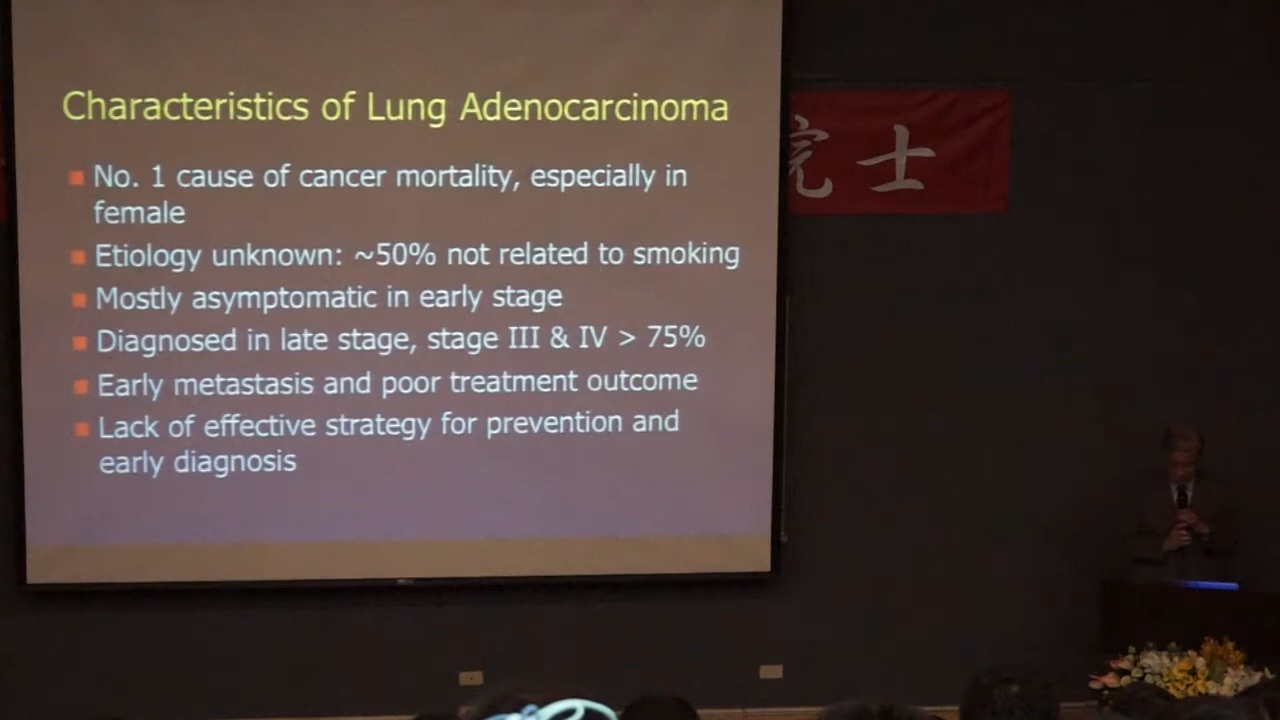 Characteristics of Lung Adenocarcinoma
No. 1 cause of cancer mortality, especially in
female
Etiology unknown: ~50% not related to smoking
Mostly asymptomatic in early stage
Diagnosed in late stage, stage III & IV > 75%
Early metastasis and poor treatment outcome
Lack of effective strategy for prevention and
early diagnosis
院士